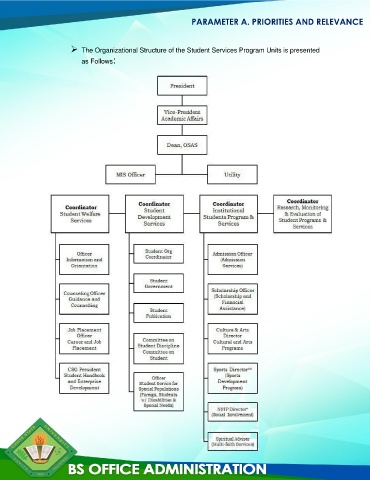 PARAMETER A. PRIORITIES AND RELEVANCE
➢ The Organizational Structure of the Student Services Program Units is presented
as Follows:
President
Vice-President
Academic Affairs
Dean, OSAS
MIS Officer
Utility
Coordinator
Student Welfare
Services
Coordinator
Student
Development
Services
Coordinator
Institutional
Students Program &
Services
Coordinator
Research, Monitoring
& Evaluation of
Student Programs &
Services
Officer
Information and
Orientation
Counseling Officer
Guidance and
Counseling
Job Placement
Officer
Career and Job
Placement
CSG President
Student Handbook
and Enterprise
Development
Student Org
Coordinator
Student
Government
Student
Publication
Committee on
Student Discipline
Committee on
Student
Officer
Student Service for
Special Populations
(Foreign, Students
w/ Disabilities &
Special Needs)
Admission Officer
(Admission
Services)
Scholarship Officer
(Scholarship and
Financial
Assistance)
Culture & Arts
Director
Cultural and Arts
Programs
Sports Director**
(Sports
Development
Program)
NSTP Director*
(Social Involvement)
Spiritual Adviser
(Multi-faith Services)
BS OFFICE ADMINISTRATION